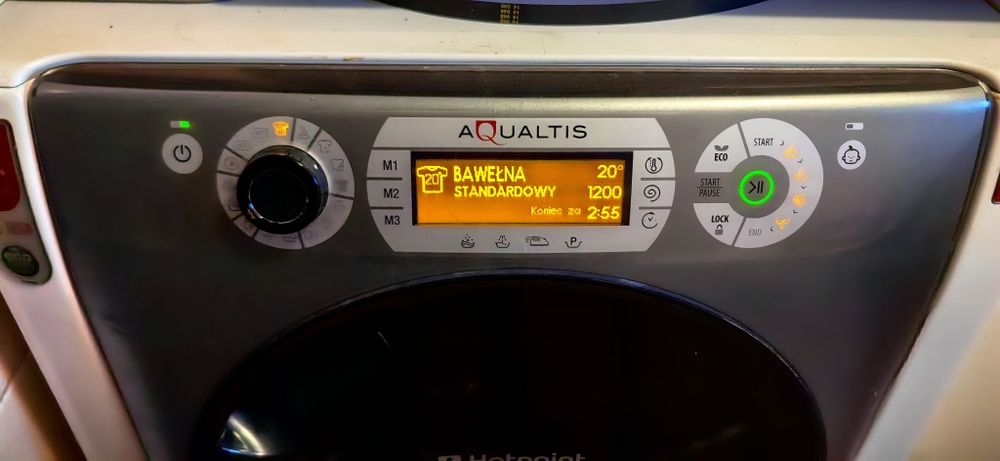 AQUALTIS
M1
M2
M3
20
BAWEŁNA 20°
STANDARDOWY 1200
Koniec za 2:55
P
ECO
START
START
PAUSE
LOCK
END
Hotpoint